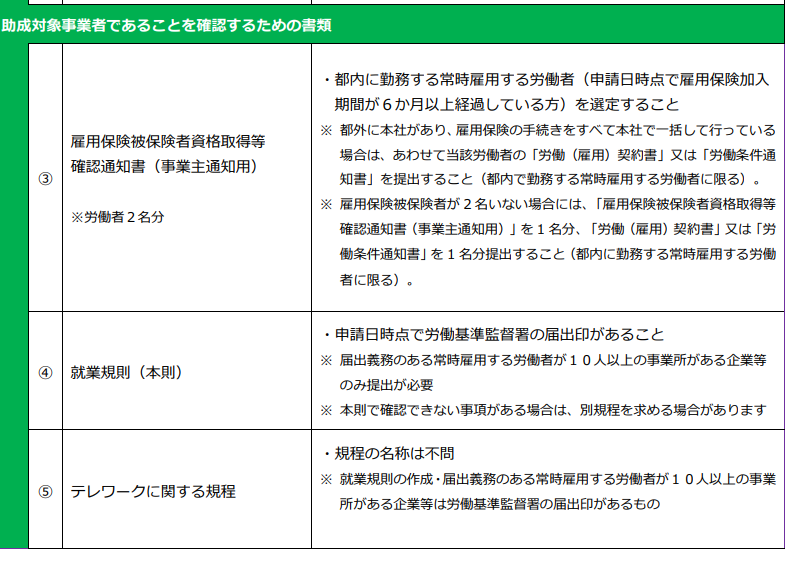 助成対象事業者であることを確認するための書類
③
雇用保険被保険者資格取得等
確認通知書（事業主通知用）
※労働者２名分
・都内に勤務する常時雇用する労働者（申請日時点で雇用保険加入
期間が６か月以上経過している方）を選定すること
※ 都外に本社があり、雇用保険の手続きをすべて本社で一括して行っている
場合は、あわせて当該労働者の「労働（雇用）契約書」又は「労働条件通
知書」を提出すること（都内で勤務する常時雇用する労働者に限る）。
※ 雇用保険被保険者が２名いない場合には、「雇用保険被保険者資格取得等
確認通知書（事業主通知用）」を１名分、「労働（雇用）契約書」又は「労
働条件通知書」を１名分提出すること（都内に勤務する常時雇用する労働
者に限る）。
④
就業規則（本則）
・申請日時点で労働基準監督署の届出印があること
※ 届出義務のある常時雇用する労働者が１０人以上の事業所がある企業等
のみ提出が必要
※ 本則で確認できない事項がある場合は、別規程を求める場合があります
⑤
テレワークに関する規程
・規程の名称は不問
※ 就業規則の作成・届出義務のある常時雇用する労働者が１０人以上の事業
所がある企業等は労働基準監督署の届出印があるもの